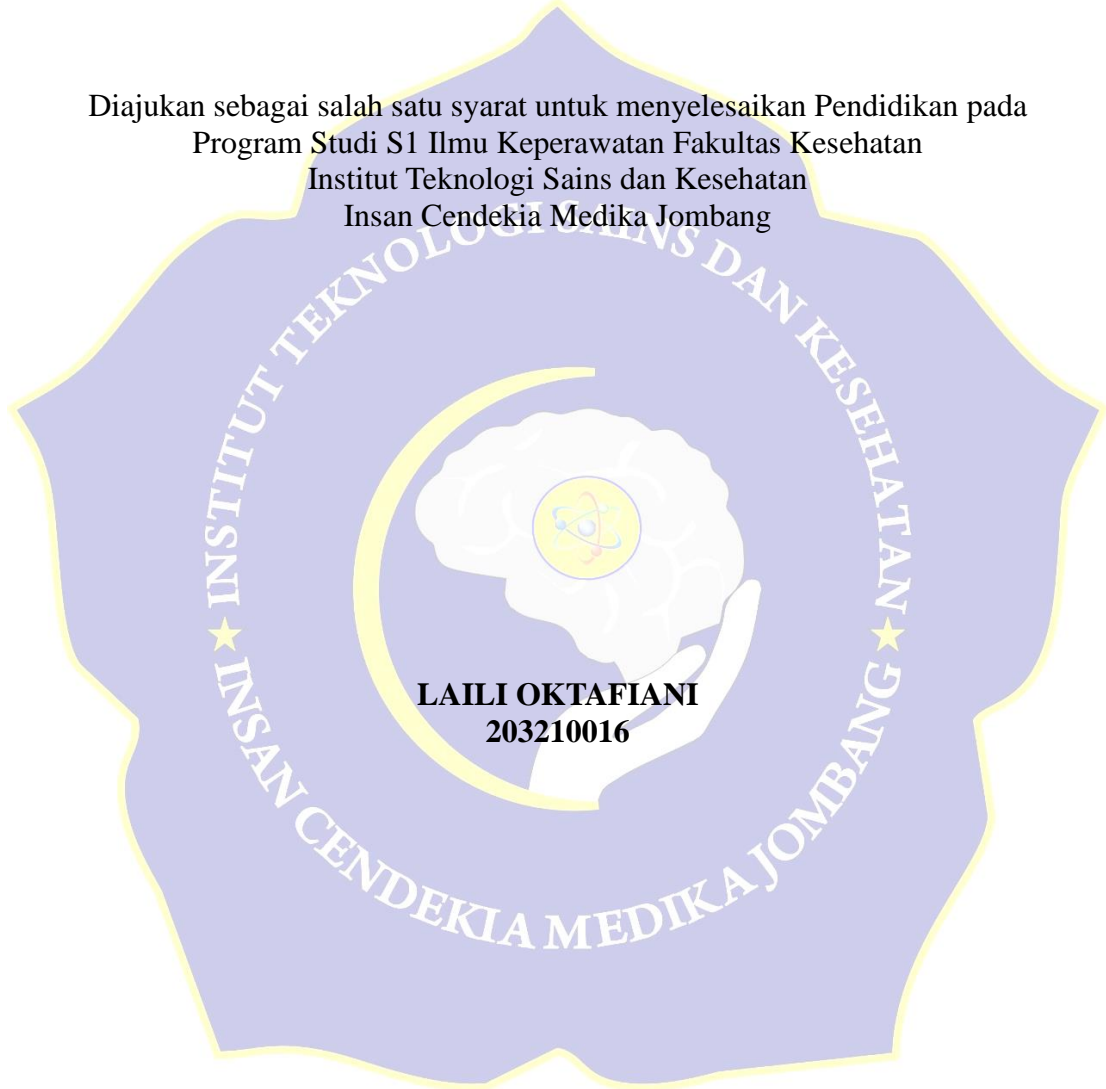 Diajukan sebagai salah satu syarat untuk menyelesaikan Pendidikan pada
Program Studi S1 Ilmu Keperawatan Fakultas Kesehatan
Institut Teknologi Sains dan Kesehatan
Insan Cendekia Medika Jombang
INSTITUT TEKNOLOGI SAINS DAN KESEHATAN
LAILI OKTAFIANI
203210016
INSAN CENDEKIA MEDIKA JOMBANG